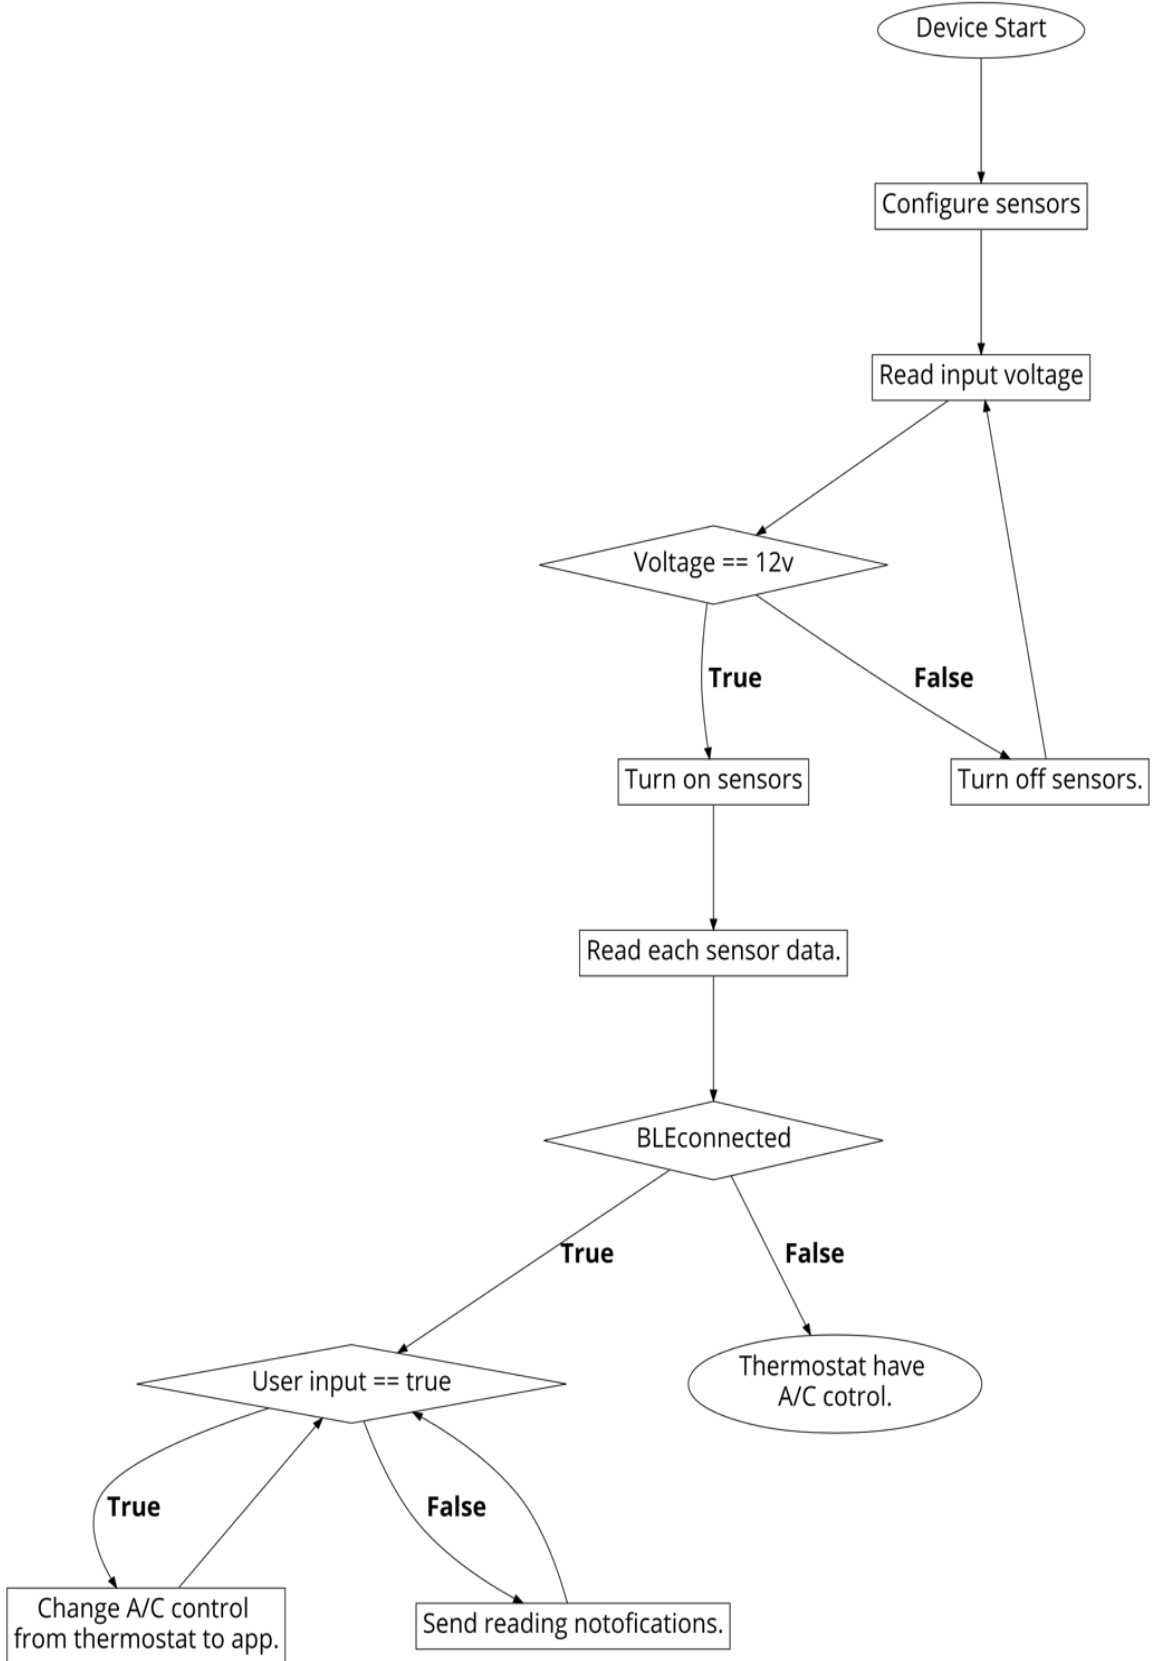 Device Start
Configure sensors
Read input voltage
Voltage == 12v
True
False
Turn on sensors
Turn off sensors.
Read each sensor data.
BLEconnected
True
False
Thermostat have
A/C cotrol.
User input == true
True
False
Change A/C control
from thermostat to app.
Send reading notofications.